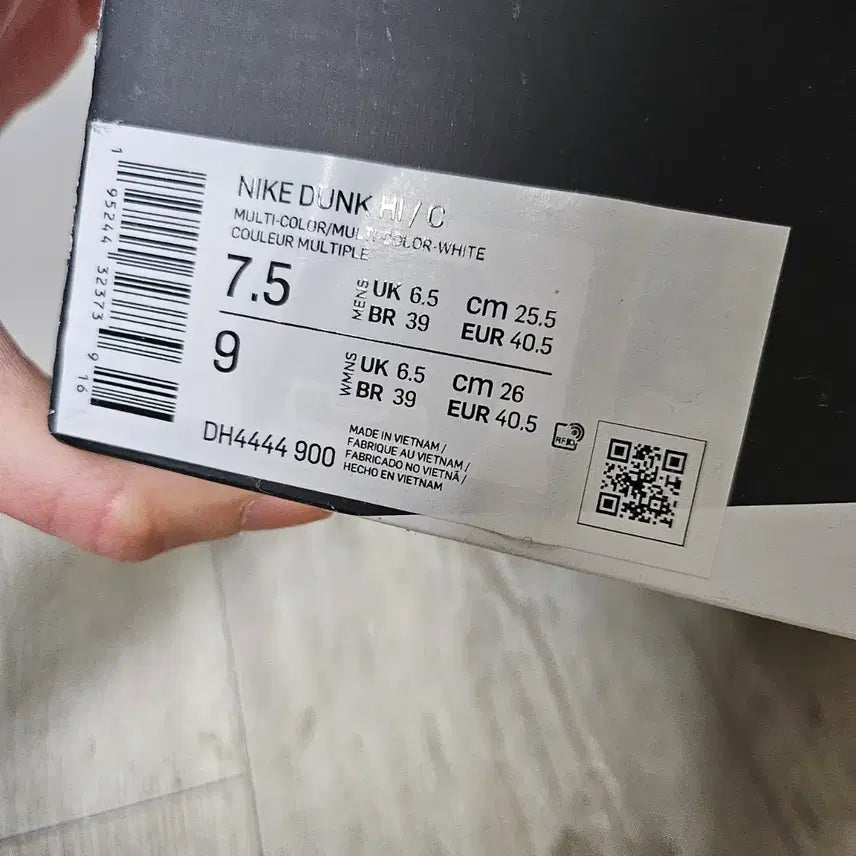 NIKE DUNK HI / C
MULTI-COLOR/MULTI-COLOR-WHITE
COULEUR MULTIPLE
7.5
MENS
UK 6.5
BR 39
cm 25.5
EUR 40.5
9
WMNS
UK 6.5
BR 39
cm 26
EUR 40.5
DH4444 900
MADE IN VIETNAM /
FABRIQUE AU VIETNAM /
FABRICADO NO VIETNÃ /
HECHO EN VIETNAM
RFID
1 95244 32373 9 16